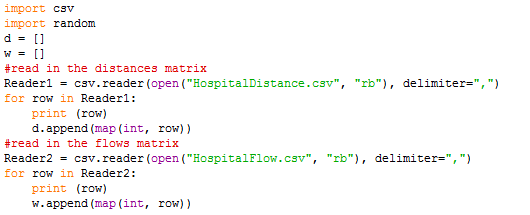 import csv
import random
d = []
w = []
#read in the distances matrix
Reader1 = csv.reader(open("HospitalDistance.csv", "rb"), delimiter=",")
for row in Reader1:
    print (row)
    d.append(map(int, row))
#read in the flows matrix
Reader2 = csv.reader(open("HospitalFlow.csv", "rb"), delimiter=",")
for row in Reader2:
    print (row)
    w.append(map(int, row))